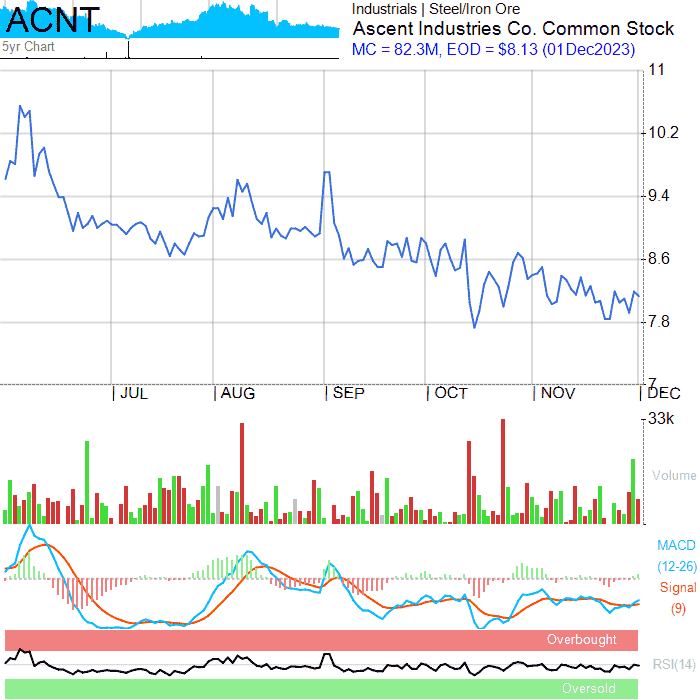 ACNT
5yr Chart
Industrials | Steel/Iron Ore
Ascent Industries Co. Common Stock
MC = 82.3M, EOD = $8.13 (01Dec2023)
11
10.2
9.4
8.6
7.8
7
JUL AUG SEP OCT NOV DEC
33k
Volume
MACD
(12-26)
Signal
(9)
Overbought
RSI(14)
Oversold